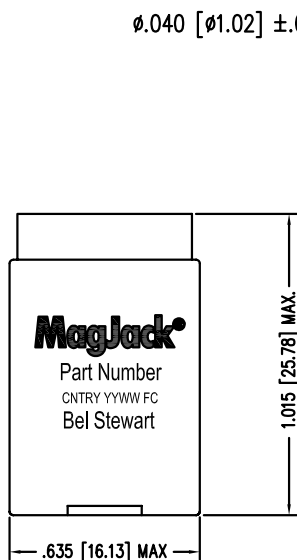 ø.040 [ø1.02] ±.0
MagJack®
Part Number
CNTRY YYWW FC
Bel Stewart
1.015 [25.78] MAX.
.635 [16.13] MAX